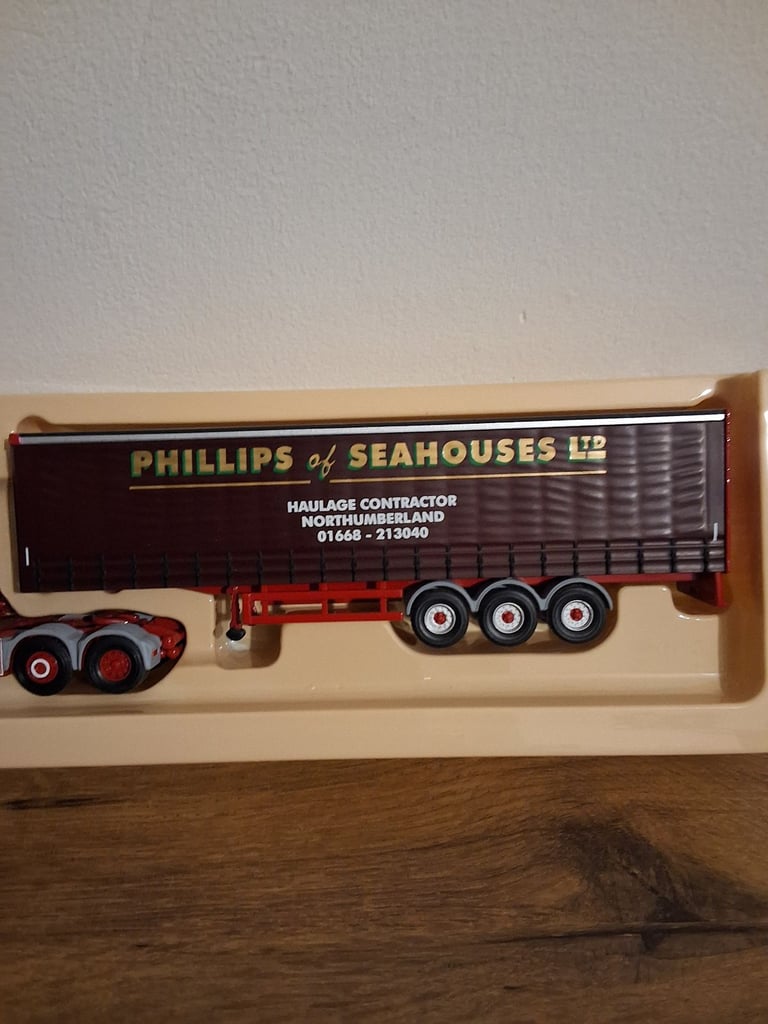 PHILLIPS of SEAHOUSES LTD
HAULAGE CONTRACTOR
NORTHUMBERLAND
01668 - 213040